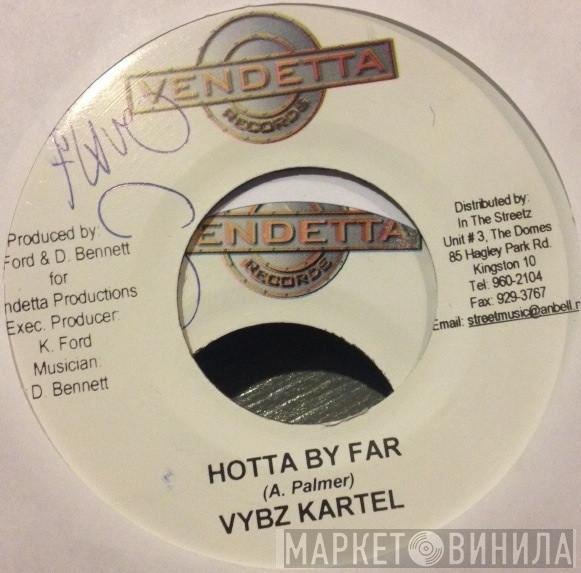 VENDETTA
RECORDS
Produced by:
Ford & D. Bennett
for
ndetta Productions
Exec. Producer:
K. Ford
Musician:
D. Bennett
ENDETTA
RECORDS
Distributed by:
In The Streetz
Unit # 3, The Domes
85 Hagley Park Rd.
Kingston 10
Tel: 960-2104
Fax: 929-3767
Email: streetmusic@anbell.n
HOTTA BY FAR
(A. Palmer)
VYBZ KARTEL
МАРКЕТ ВИНИЛА